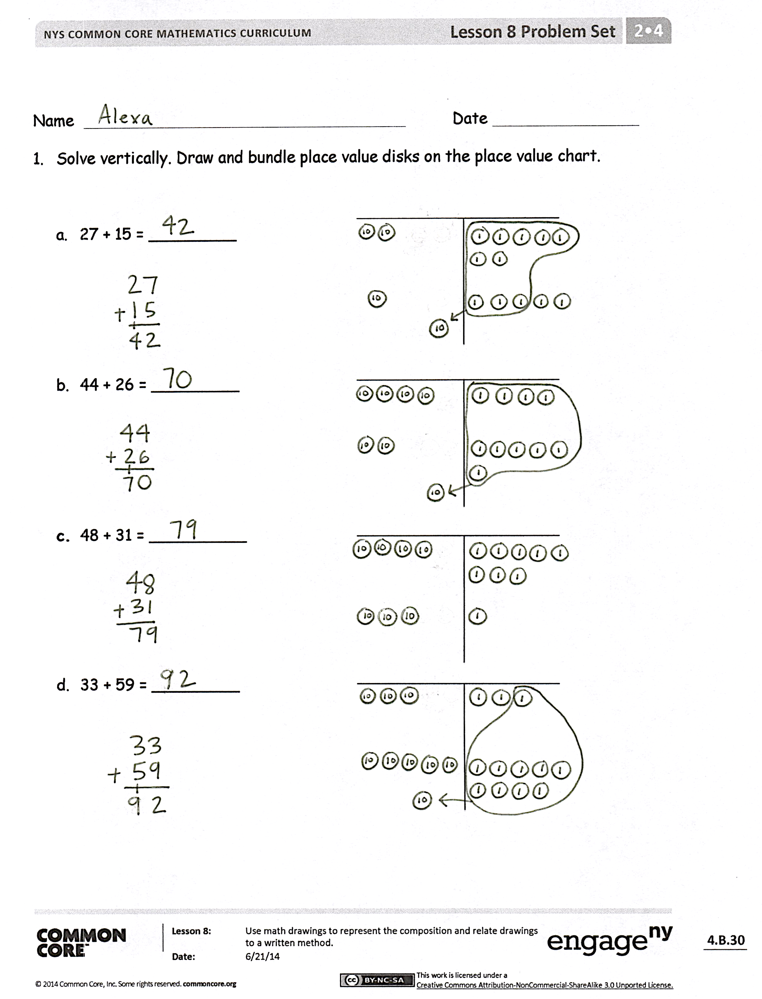 NYS COMMON CORE MATHEMATICS CURRICULUM Lesson 8 Problem Set 2•4
Name Alexa Date
1. Solve vertically. Draw and bundle place value disks on the place value chart.
a. 27 + 15 = 42
10 10 1 1 1 1 1
1 1
27
+15
1
42
10 1 1 1 1 1
10
b. 44 + 26 = 70
10 10 10 10 1 1 1 1
44
+26
1
70
10 10 1 1 1 1 1
1
10
c. 48 + 31 = 79
10 10 10 10 1 1 1 1 1
1 1 1
48
+31
79
10 10 10 1
d. 33 + 59 = 92
10 10 10 1 1 1
33
+59
1
92
10 10 10 10 10 1 1 1 1 1
10 1 1 1 1
COMMON CORE™
Lesson 8: Use math drawings to represent the composition and relate drawings
to a written method.
Date: 6/21/14
engageny
4.B.30
© 2014 Common Core, Inc. Some rights reserved. commoncore.org
cc BY-NC-SA
This work is licensed under a
Creative Commons Attribution-NonCommercial-ShareAlike 3.0 Unported License.